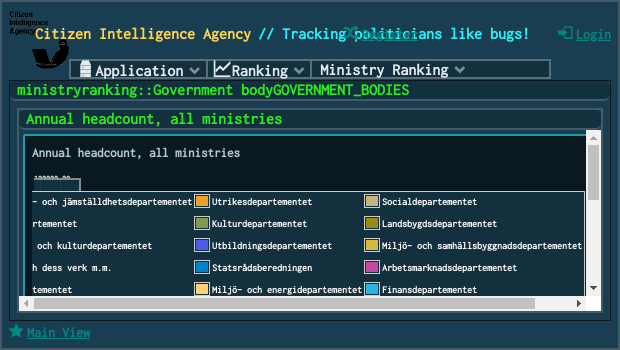 Citizen
Intelligence
Agency
Citizen Intelligence Agency // Tracking politicians like bugs!
Register
Login
Application
Ranking
Ministry Ranking
ministryranking::Government bodyGOVERNMENT_BODIES
Annual headcount, all ministries
Annual headcount, all ministries
- och jämställdhetsdepartementet Utrikesdepartementet Socialdepartementet
rtementet Kulturdepartementet Landsbygdsdepartementet
och kulturdepartementet Utbildningsdepartementet Miljö- och samhällsbyggnadsdepartementet
h dess verk m.m. Statsrådsberedningen Arbetsmarknadsdepartementet
tementet Miljö- och energidepartementet Finansdepartementet
Main View